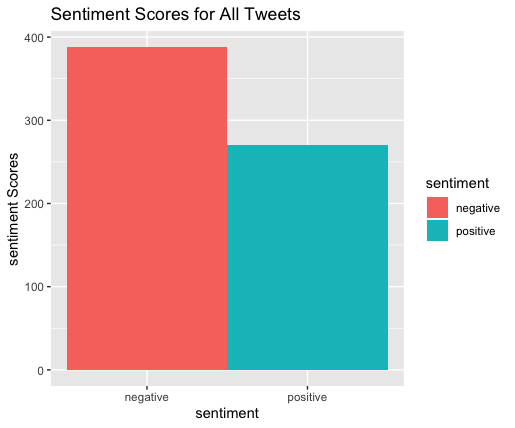 Sentiment Scores for All Tweets
400
300
200
100
0
sentiment Scores
negative
positive
sentiment
sentiment
negative
positive